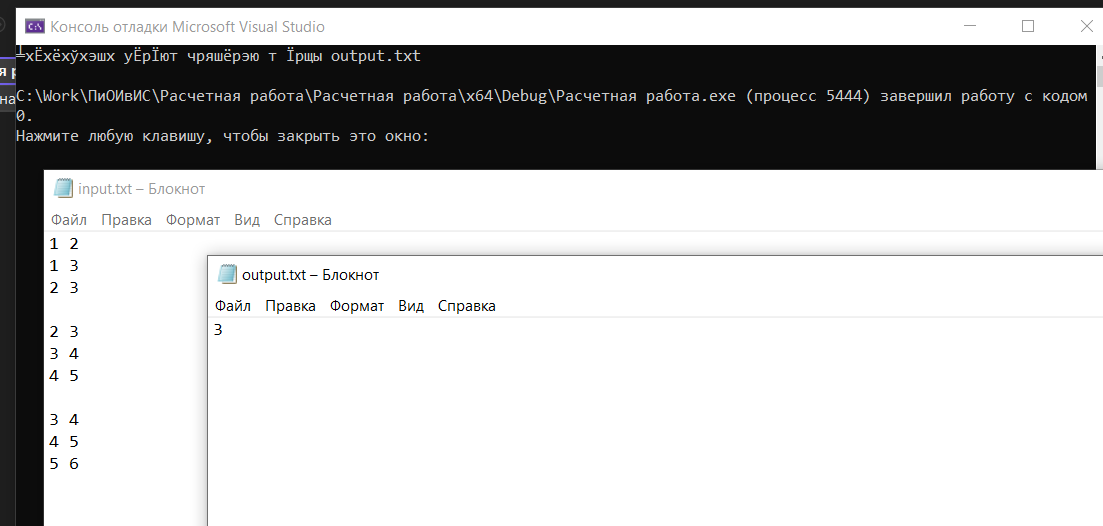 Консоль отладки Microsoft Visual Studio
╧хЁхёхўхэшх уЁрЇют чряшёрэю т Їрщы output.txt
я р
на
C:\Work\ПиОИвИС\Расчетная работа\Расчетная работа\x64\Debug\Расчетная работа.exe (процесс 5444) завершил работу с кодом
0.
Нажмите любую клавишу, чтобы закрыть это окно:
input.txt – Блокнот
Файл Правка Формат Вид Справка
1 2
1 3
2 3
2 3
3 4
4 5
3 4
4 5
5 6
output.txt – Блокнот
Файл Правка Формат Вид Справка
3